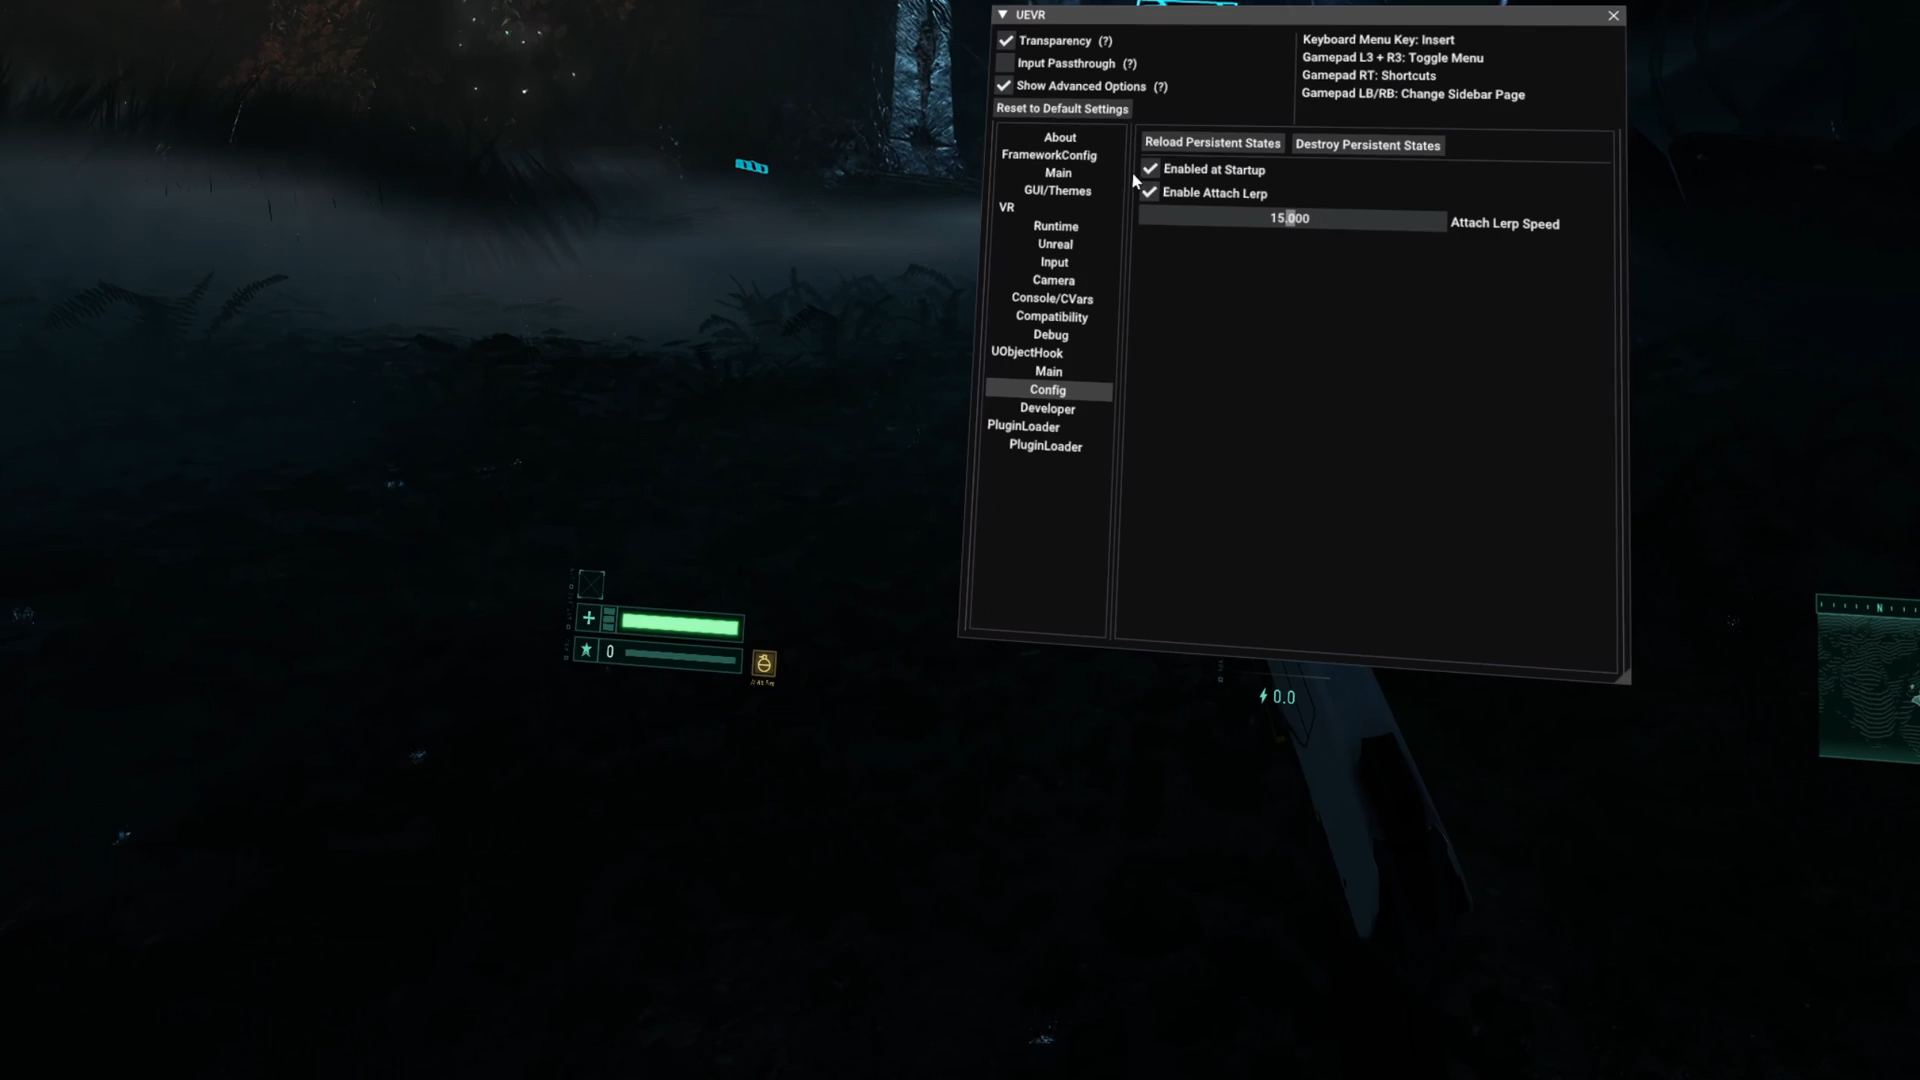 UEVR
Transparency (?)
Input Passthrough (?)
Show Advanced Options (?)
Reset to Default Settings
Keyboard Menu Key: Insert
Gamepad L3 + R3: Toggle Menu
Gamepad RT: Shortcuts
Gamepad LB/RB: Change Sidebar Page
About
FrameworkConfig
Main
GUI/Themes
VR
Runtime
Unreal
Input
Camera
Console/CVars
Compatibility
Debug
UObjectHook
Main
Config
Developer
PluginLoader
PluginLoader
Reload Persistent States
Destroy Persistent States
Enabled at Startup
Enable Attach Lerp
15.000
Attach Lerp Speed
0
0.0
N